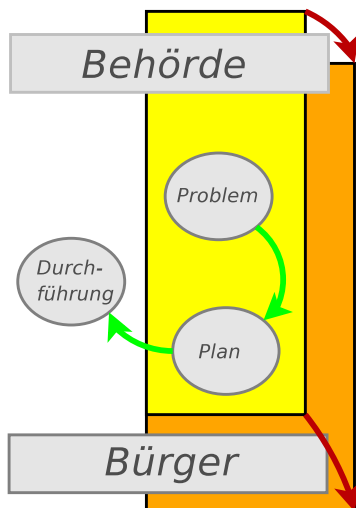 Behörde
Problem
Durch-
führung
Plan
Bürger